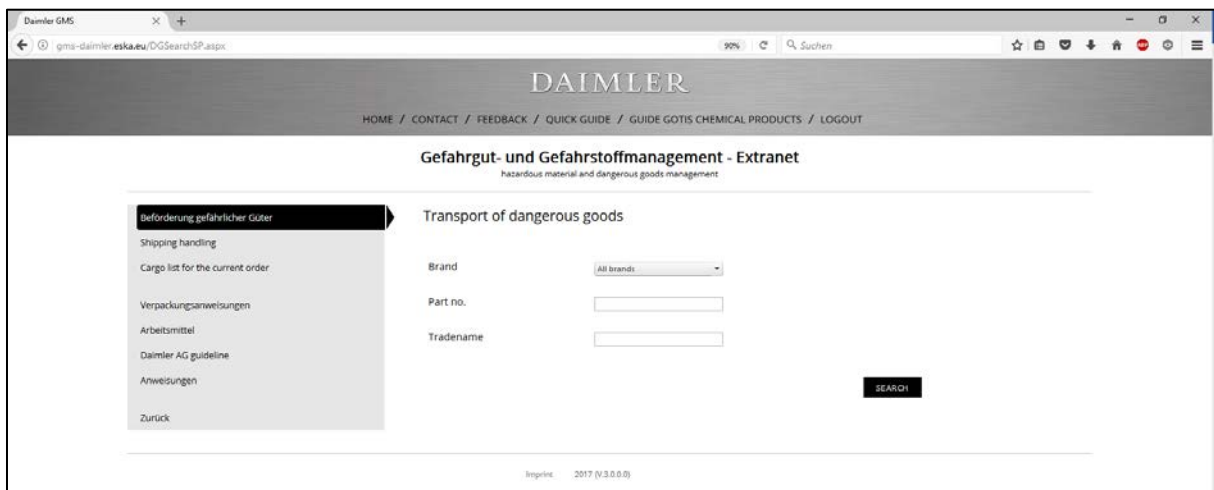 Daimler GMS
gms-daimler.eska.eu/DGSearchSP.aspx
90%
Suchen
DAIMLER
HOME / CONTACT / FEEDBACK / QUICK GUIDE / GUIDE GOTIS CHEMICAL PRODUCTS / LOGOUT
Gefahrgut- und Gefahrstoffmanagement - Extranet
hazardous material and dangerous goods management
Beförderung gefährlicher Güter
Shipping handling
Cargo list for the current order
Verpackungsanweisungen
Arbeitsmittel
Daimler AG guideline
Anweisungen
Zurück
Transport of dangerous goods
Brand
All brands
Part no.
Tradename
SEARCH
Imprint 2017 (V.3.0.0.0)